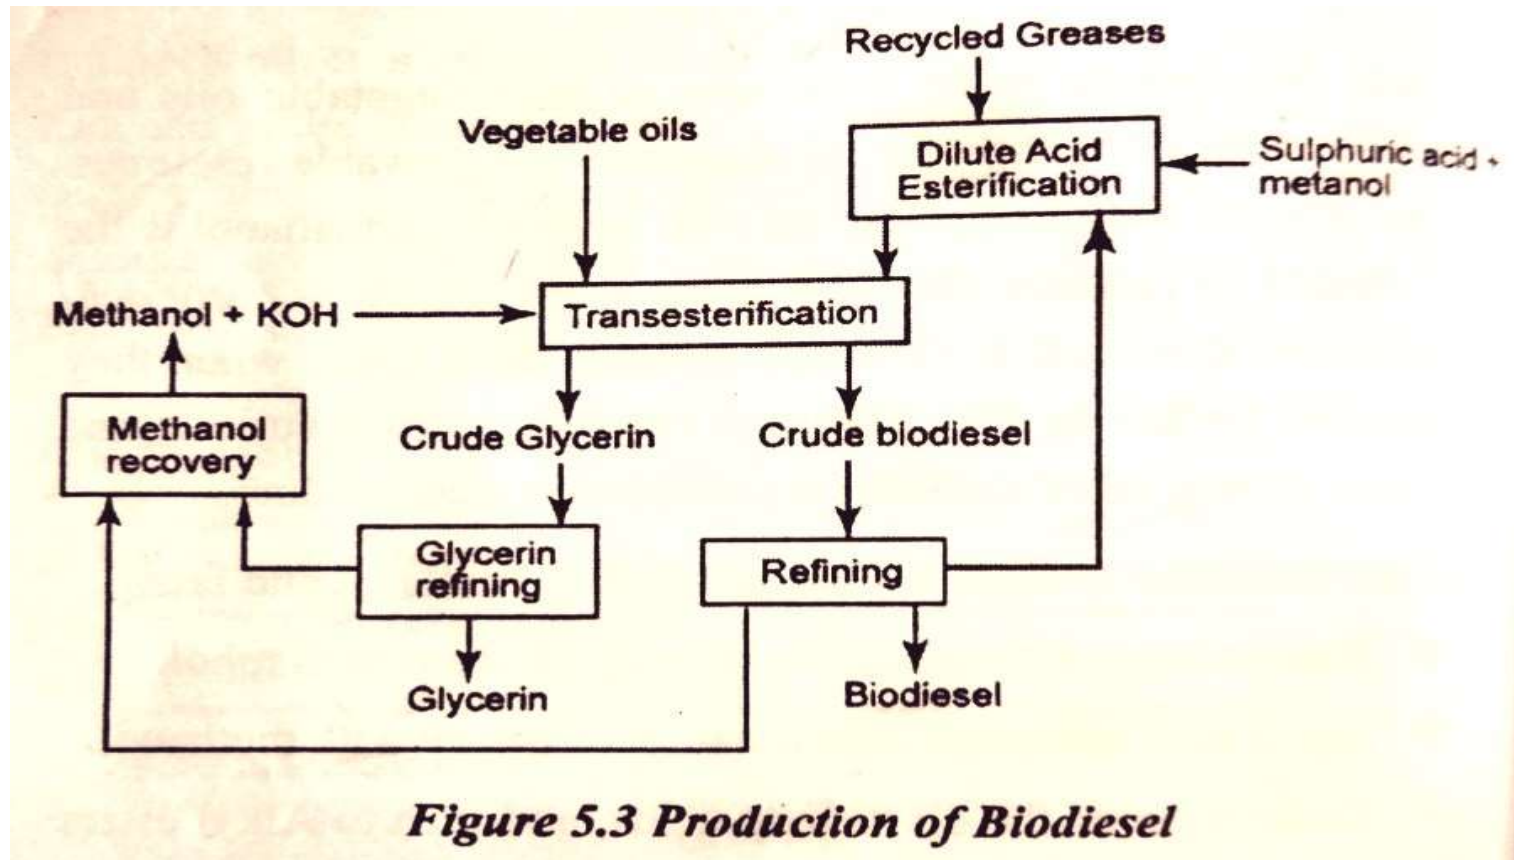 Recycled Greases
Vegetable oils
Dilute Acid
Esterification
Sulphuric acid +
metanol
Methanol + KOH
Transesterification
Methanol
recovery
Crude Glycerin
Crude biodiesel
Glycerin
refining
Refining
Glycerin
Biodiesel
Figure 5.3 Production of Biodiesel